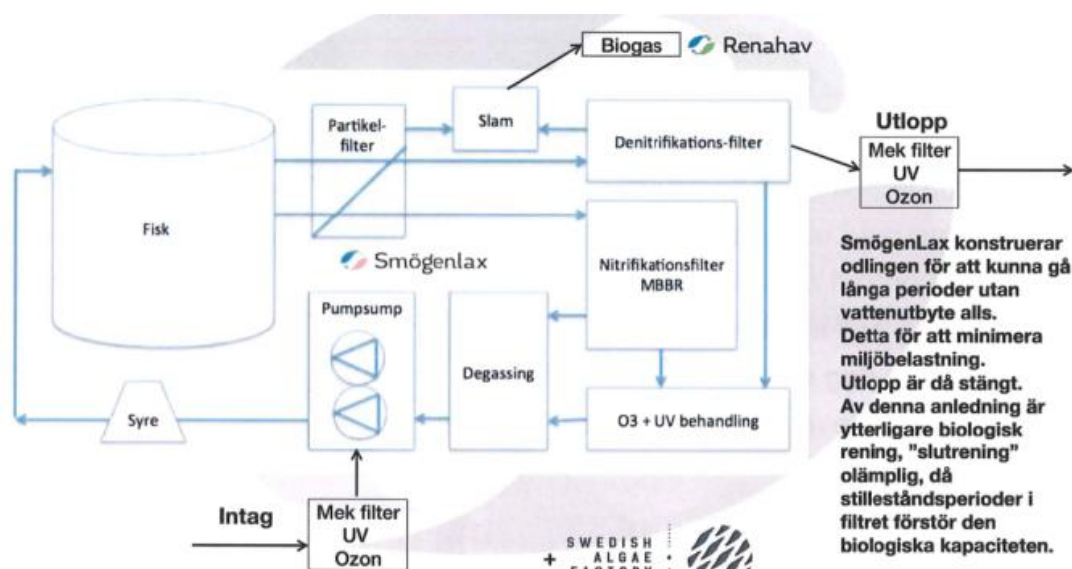 Biogas
Renahav
Partikel-
filter
Slam
Denitrifikations-filter
Utlopp
Mek filter
UV
Ozon
Fisk
Smögenlax
Nitrifikationsfilter
MBBR
Pumpsump
Degassing
Syre
O3 + UV behandling
SmögenLax konstruerar
odlingen för att kunna gå
långa perioder utan
vattenutbyte alls.
Detta för att minimera
miljöbelastning.
Utlopp är då stängt.
Av denna anledning är
ytterligare biologisk
rening, "slutrening"
olämplig, då
stilleståndsperioder i
filtret förstör den
biologiska kapaciteten.
Intag
Mek filter
UV
Ozon
+ SWEDISH
ALGAE
FACTORY